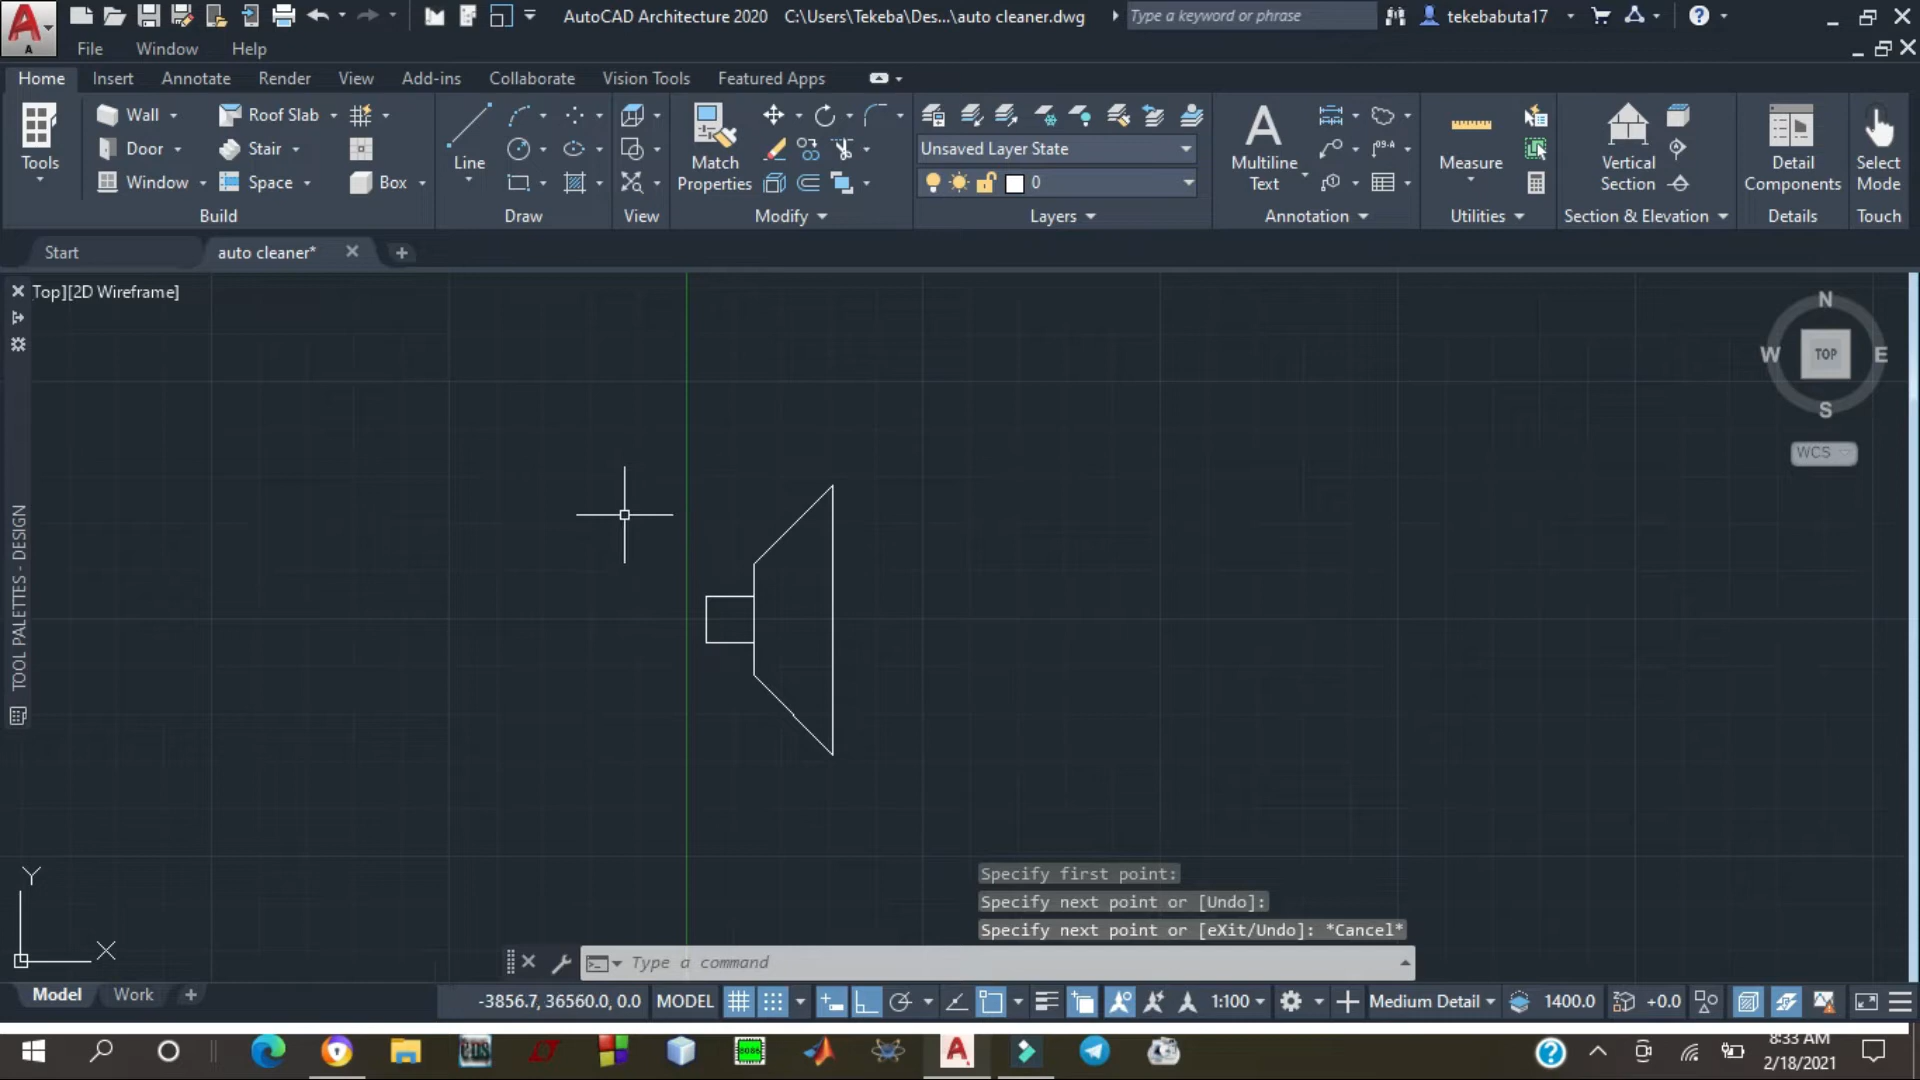 AutoCAD Architecture 2020 C:\Users\Tekeba\Des...\auto cleaner.dwg Type a keyword or phrase tekebabuta17
File Window Help
Home Insert Annotate Render View Add-ins Collaborate Vision Tools Featured Apps
Tools
Wall Roof Slab
Door Stair
Window Space Box
Build
Line
Draw
View
Match Properties
Modify
Unsaved Layer State
0
Layers
Multiline Text
Annotation
Measure
Utilities
Vertical Section
Section & Elevation
Detail Components
Details
Select Mode
Touch
Start auto cleaner*
Top][2D Wireframe]
N
W TOP E
S
WCS
TOOL PALETTES - DESIGN
Y
X
Specify first point:
Specify next point or [Undo]:
Specify next point or [eXit/Undo]: *Cancel*
Type a command
Model Work
-3856.7, 36560.0, 0.0 MODEL 1:100 Medium Detail 1400.0 +0.0
8:33 AM
2/18/2021